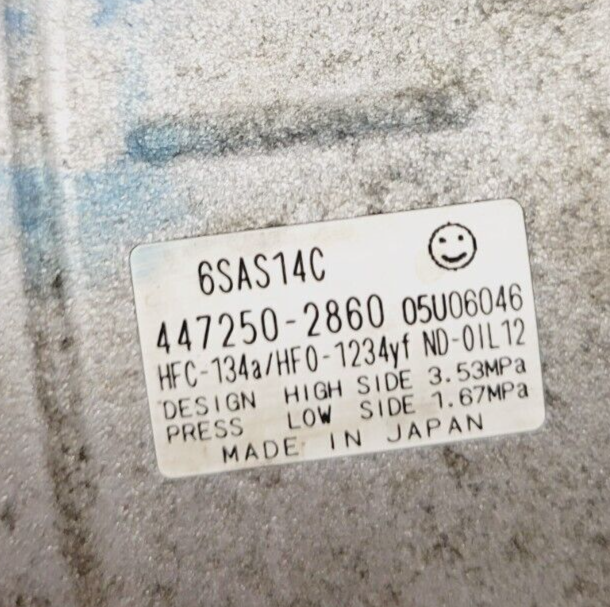 6SAS14C
447250-2860 05U06046
HFC-134a/HFO-1234yf ND-OIL12
DESIGN HIGH SIDE 3.53MPa
PRESS LOW SIDE 1.67MPa
MADE IN JAPAN